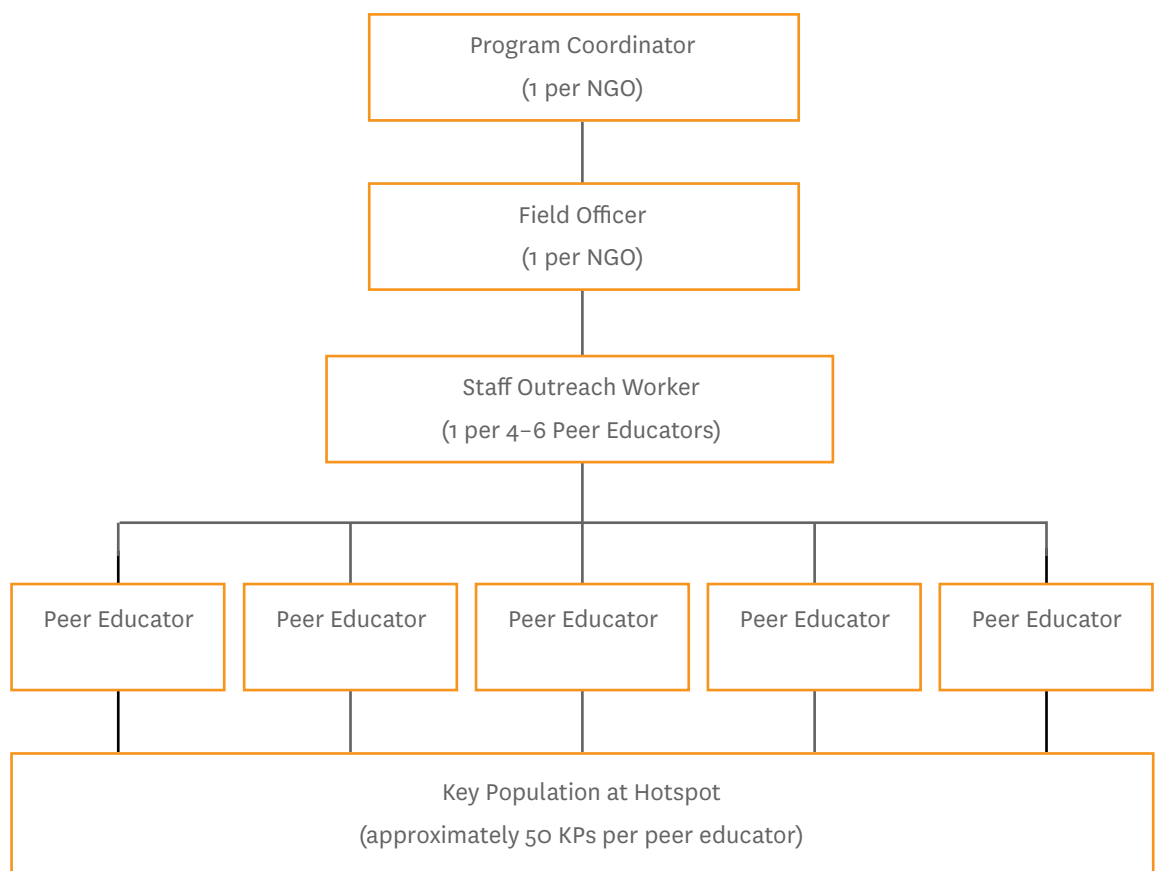 Program Coordinator
(1 per NGO)
Field Officer
(1 per NGO)
Staff Outreach Worker
(1 per 4–6 Peer Educators)
Peer Educator
Peer Educator
Peer Educator
Peer Educator
Peer Educator
Key Population at Hotspot
(approximately 50 KPs per peer educator)